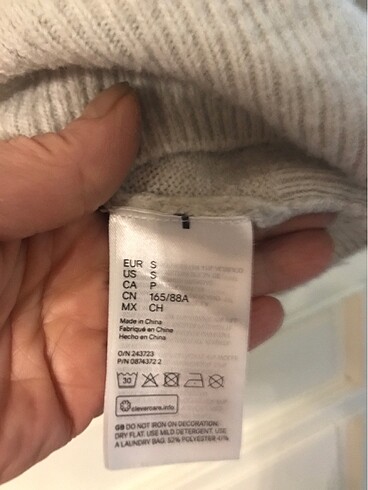 EUR S
US S
CA P
CN 165/88A
MX CH
Made in China
Fabriqué en Chine
Hecho en China
O/N 243723
P/N 0874372 2
30
clevercare.info
GB DO NOT IRON ON DECORATION;
DRY FLAT. USE MILD DETERGENT. USE
A LAUNDRY BAG. 52% POLYESTER 41%